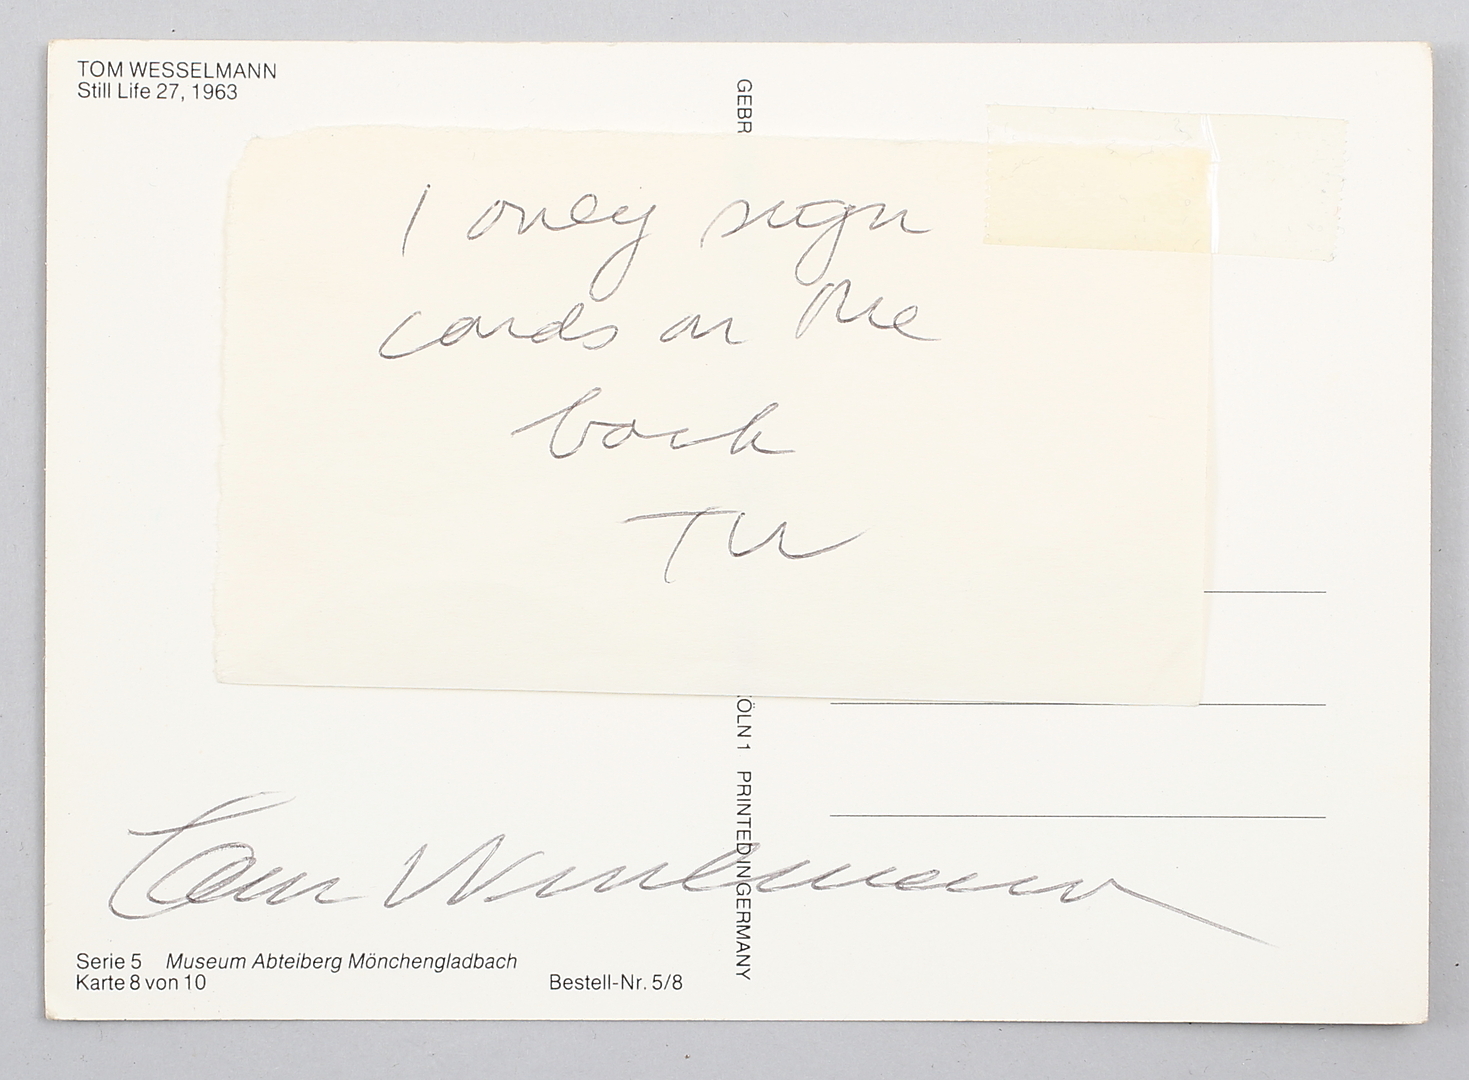 TOM WESSELMANN
Still Life 27, 1963
GEBR
I only sign
cards on the
back
TW
ÖLN 1 PRINTED IN GERMANY
Tom Wesselmann
Serie 5 Museum Abteiberg Mönchengladbach
Karte 8 von 10
Bestell-Nr. 5/8